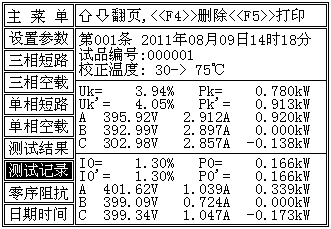 主 菜 单
设置参数
三相短路
三相空载
单相短路
单相空载
测试结果
测试记录
零序阻抗
日期时间
⇧⇩翻页,<<F4>>删除<<F5>>打印
第001条 2011年08月09日14时18分
试品编号:000001
校正温度: 30-> 75℃
Uk= 3.94% Pk= 0.780kW
Uk'= 4.05% Pk'= 0.913kW
A 395.92V 2.912A 0.920kW
B 392.99V 2.897A 0.000kW
C 302.98V 2.857A -0.138kW
I0= 1.30% P0= 0.166kW
I0'= 1.30% P0'= 0.166kW
A 401.62V 1.039A 0.339kW
B 399.09V 0.724A 0.000kW
C 399.34V 1.047A -0.173kW